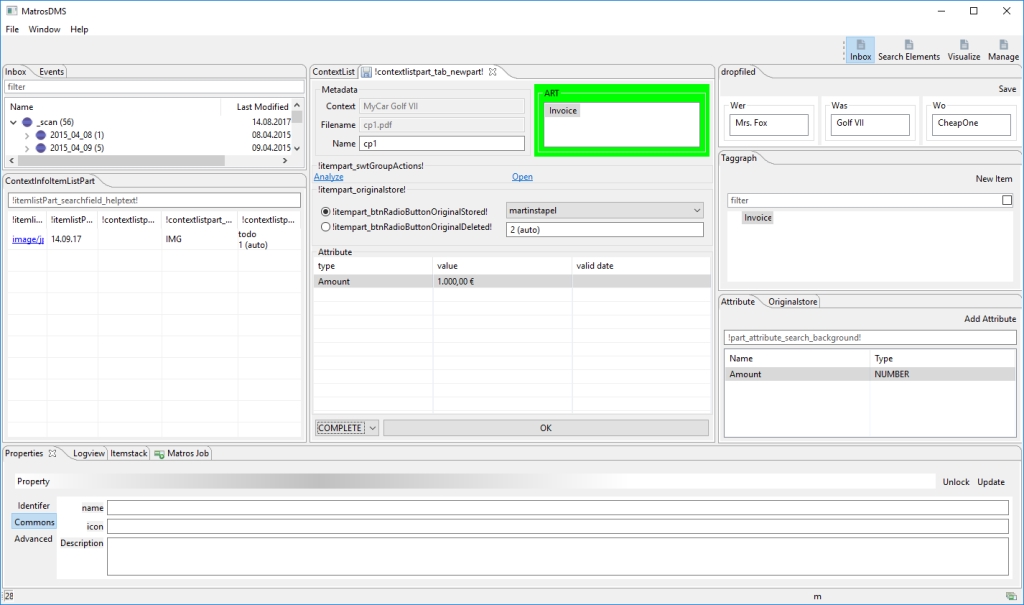 MatrosDMS
File Window Help
Inbox Search Elements Visualize Manage
Inbox Events
filter
Name Last Modified
_scan (56) 14.08.2017
2015_04_08 (1) 08.04.2015
2015_04_09 (5) 09.04.2015
ContextInfoItemListPart
!itemlistPart_searchfield_helptext!
!itemli... !itemlistP... !contextlistp... !contextlistpart_... !contextlistp...
image/jp 14.09.17 IMG todo
1 (auto)
ContextList !contextlistpart_tab_newpart!
Metadata
Context MyCar Golf VII
Filename cp1.pdf
Name cp1
ART
Invoice
!itempart_swtGroupActions!
Analyze Open
!itempart_originalstore!
!itempart_btnRadioButtonOriginalStored! martinstapel
!itempart_btnRadioButtonOriginalDeleted! 2 (auto)
Attribute
type value valid date
Amount 1.000,00 €
COMPLETE OK
dropfiled
Save
Wer Was Wo
Mrs. Fox Golf VII CheapOne
Taggraph
New Item
filter
Invoice
Attribute Originalstore
Add Attribute
!part_attribute_search_background!
Name Type
Amount NUMBER
Properties Logview Itemstack Matros Job
Property Unlock Update
Identifer
Commons
Advanced
name
icon
Description
28 m